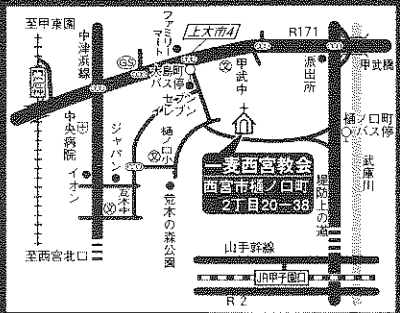 至甲東園
中津浜線
ファミリー
マート
上大市4
R171
GS
大島町
バス停
セブン
イレブン
甲武中
派出所
甲武橋
樋ノ口町
バス停
武庫川
中央病院
ジャパン
樋ノ口小
イオン
荒木の森公園
一麦西宮教会
西宮市樋ノ口町
2丁目20−38
堤防上の道
至西宮北口
山手幹線
JR甲子園口
R2